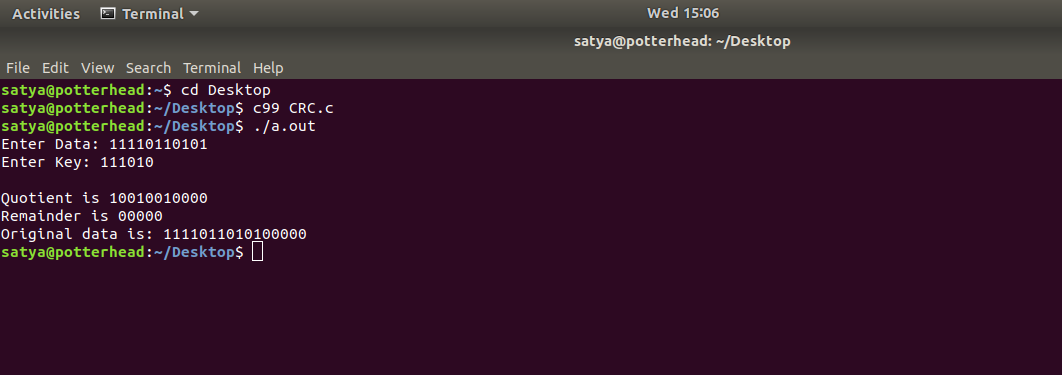 Activities Terminal Wed 15:06
satya@potterhead: ~/Desktop
File Edit View Search Terminal Help
satya@potterhead:~$ cd Desktop
satya@potterhead:~/Desktop$ c99 CRC.c
satya@potterhead:~/Desktop$ ./a.out
Enter Data: 11110110101
Enter Key: 111010

Quotient is 10010010000
Remainder is 00000
Original data is: 1111011010100000
satya@potterhead:~/Desktop$